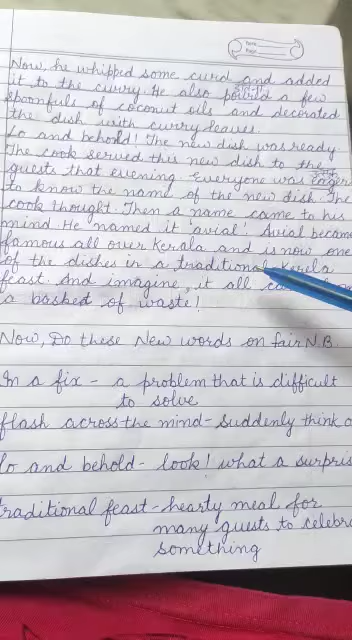 Now, he whipped some curd and added
it to the curry. He also a few
spoonfuls of coconut oils and decorated
the dish with curry leaves.
Lo and behold! The new dish was ready.
The cook served this new dish to the
guests that evening. Everyone was eager
to know the name of the new dish. The
cook thought. Then a name came to his
mind. He named it 'avial'. Avial became
famous all over Kerala and is now one
of the dishes in a traditional Kerela
feast. And imagine, it all
a basked of waste!
Now, Do these New words on fair N.B.
In a fix - a problem that is difficult
to solve
flash across the mind - suddenly think
lo and behold - look! what a surpris
traditional feast - hearty meal for
many guests to celebr
something